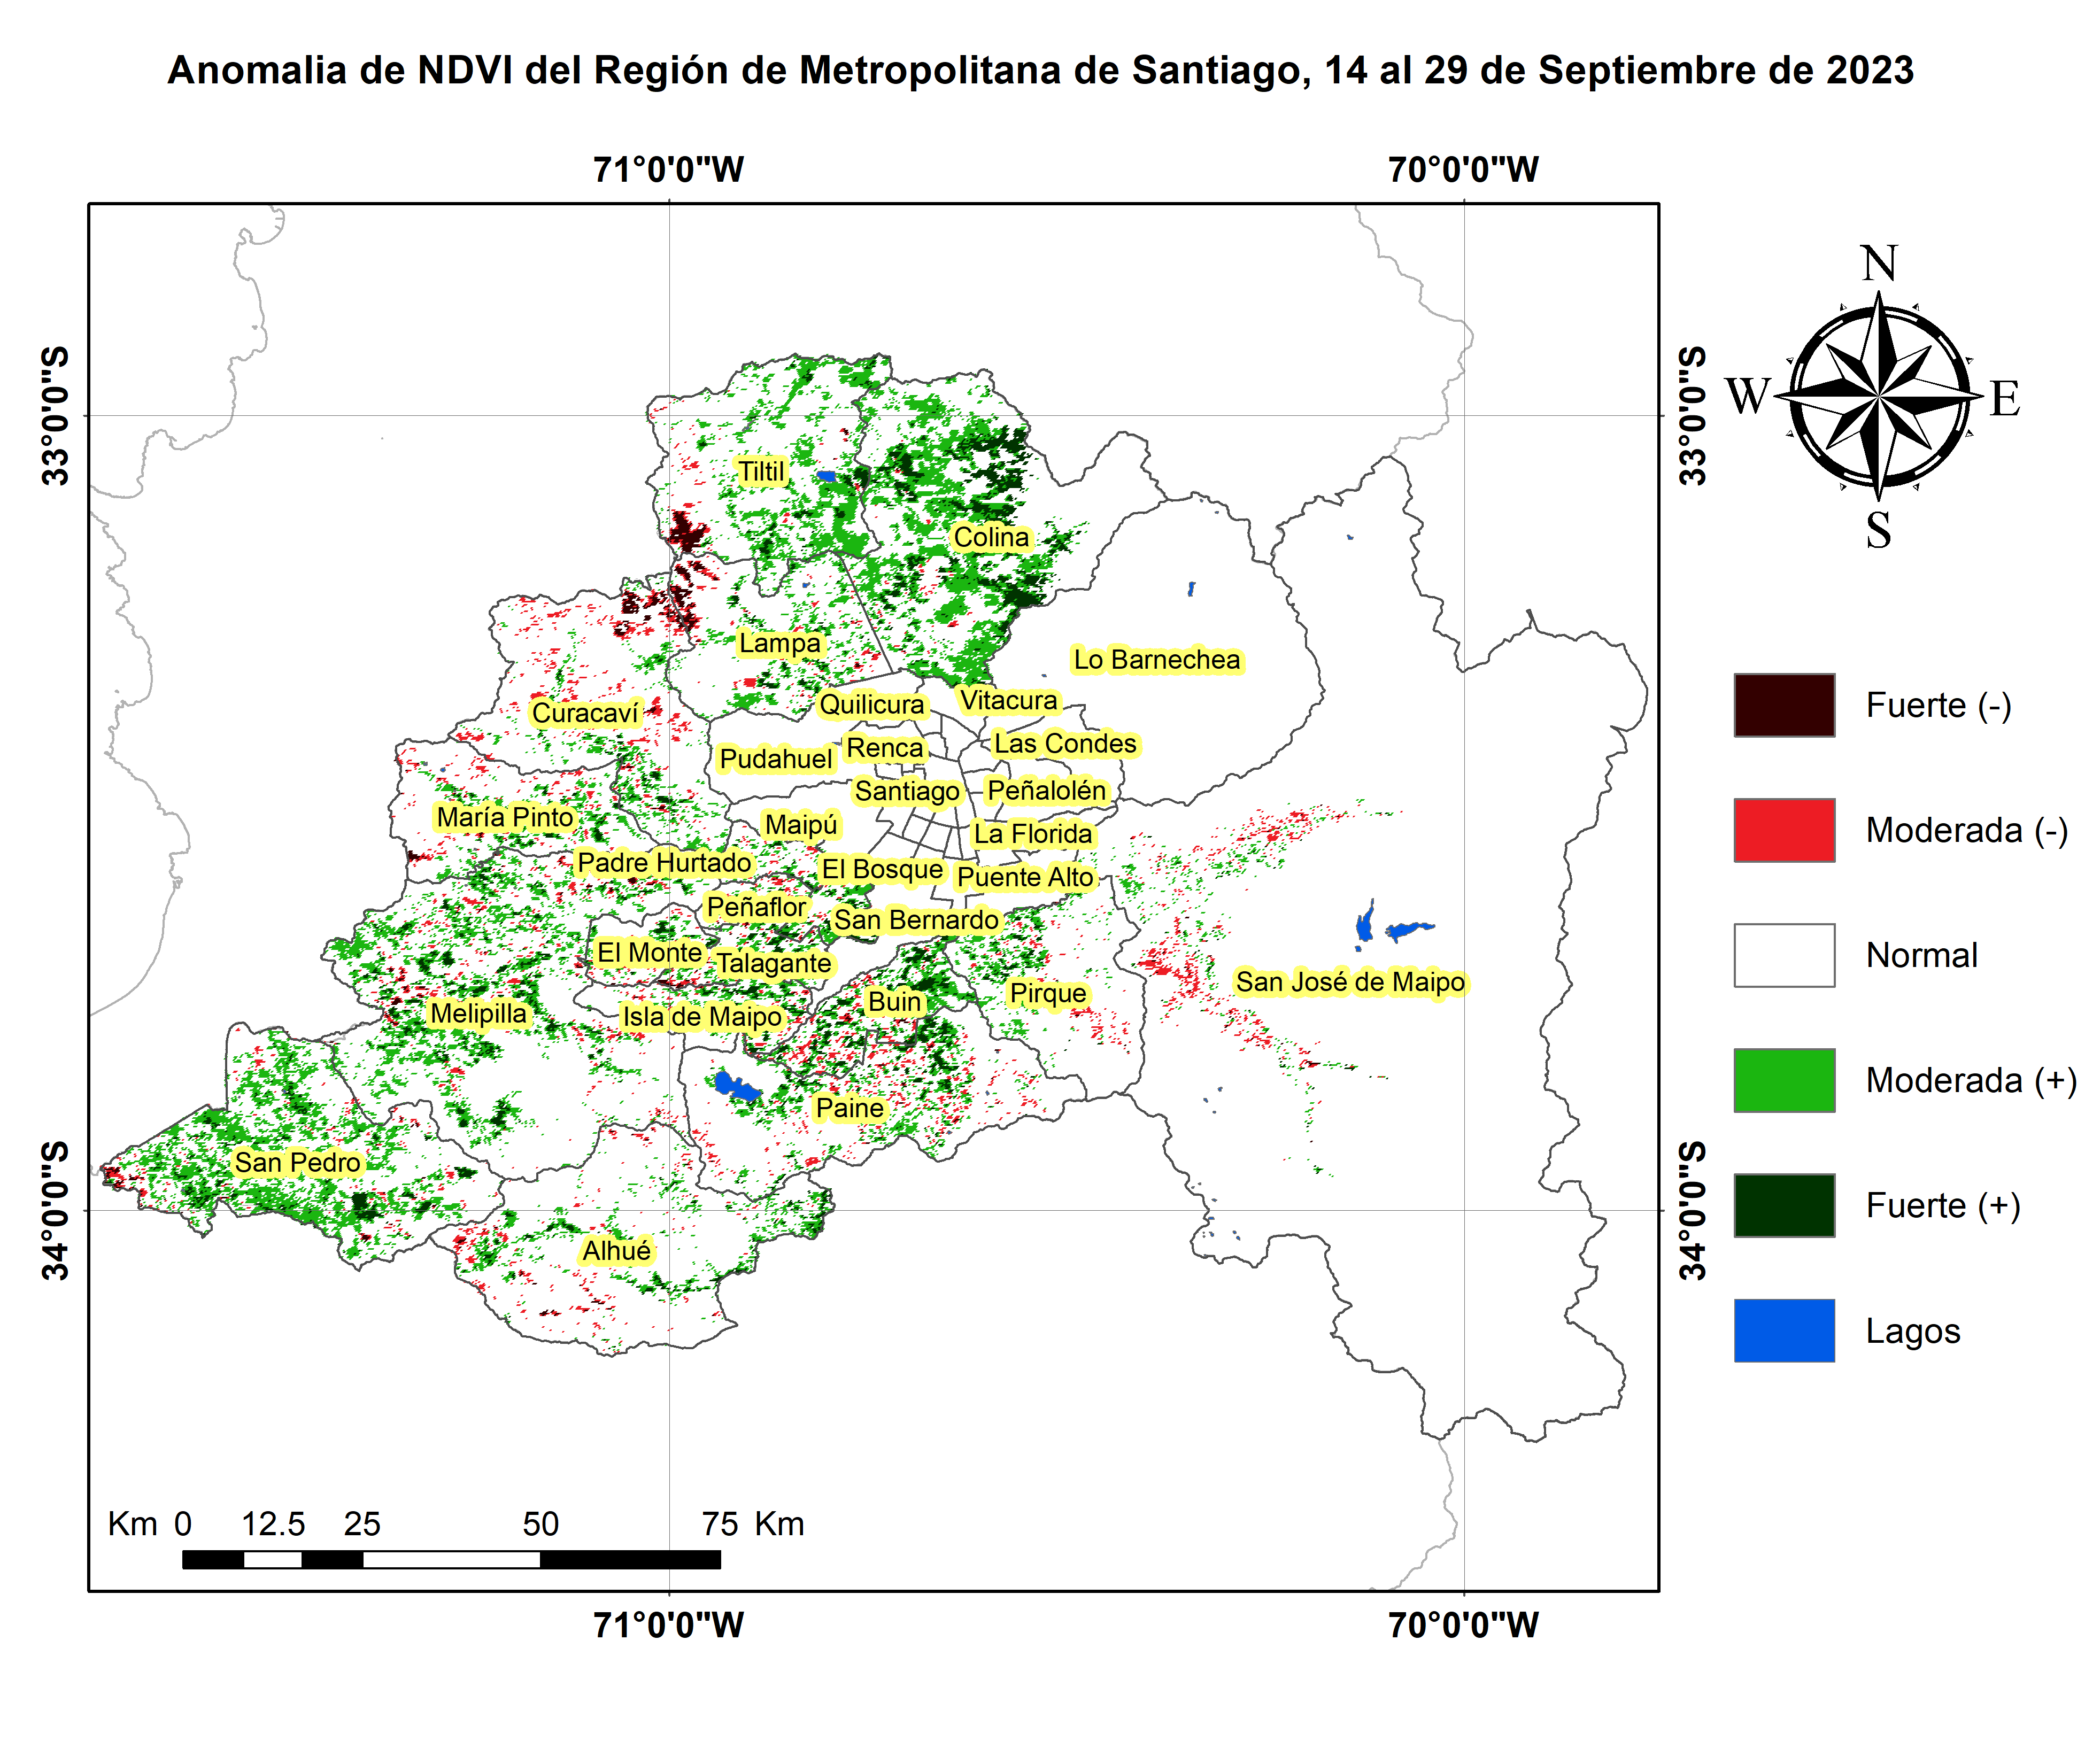 Anomalia de NDVI del Región de Metropolitana de Santiago, 14 al 29 de Septiembre de 2023
71°0'0"W
70°0'0"W
33°0'0"S
33°0'0"S
N
W
E
S
Tiltil
Colina
Lampa
Lo Barnechea
Curacaví
Quilicura
Vitacura
Pudahuel
Renca
Las Condes
Santiago
Peñalolén
María Pinto
Maipú
La Florida
Padre Hurtado
El Bosque
Puente Alto
Peñaflor
San Bernardo
El Monte
Talagante
San José de Maipo
Melipilla
Isla de Maipo
Buin
Pirque
Paine
San Pedro
Alhué
34°0'0"S
34°0'0"S
Fuerte (-)
Moderada (-)
Normal
Moderada (+)
Fuerte (+)
Lagos
Km 0 12.5 25 50 75 Km
71°0'0"W
70°0'0"W